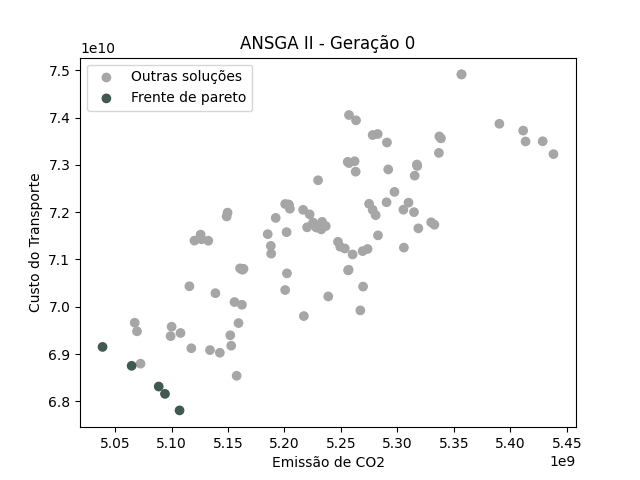 ANSGA II - Geração 0
1e10
7.5
7.4
7.3
7.2
7.1
7.0
6.9
6.8
Custo do Transporte
Outras soluções
Frente de pareto
5.05 5.10 5.15 5.20 5.25 5.30 5.35 5.40 5.45
Emissão de CO2
1e9